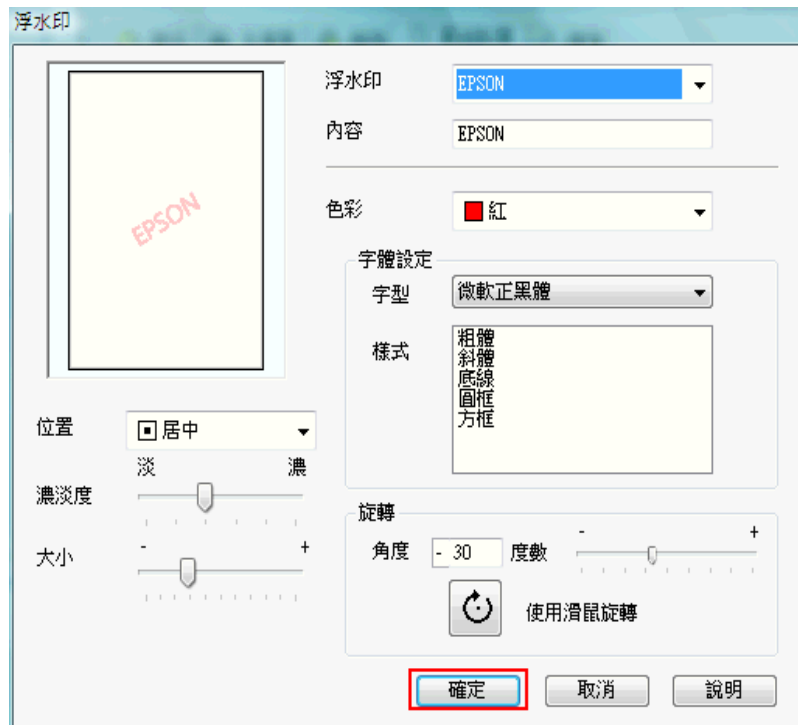 浮水印
浮水印 EPSON
內容 EPSON
EPSON
色彩 紅
字體設定
字型 微軟正黑體
樣式 粗體
斜體
底線
圓框
方框
位置 居中
淡 濃
濃淡度
大小 - +
旋轉
角度 - 30 度數 - +
使用滑鼠旋轉
確定 取消 說明